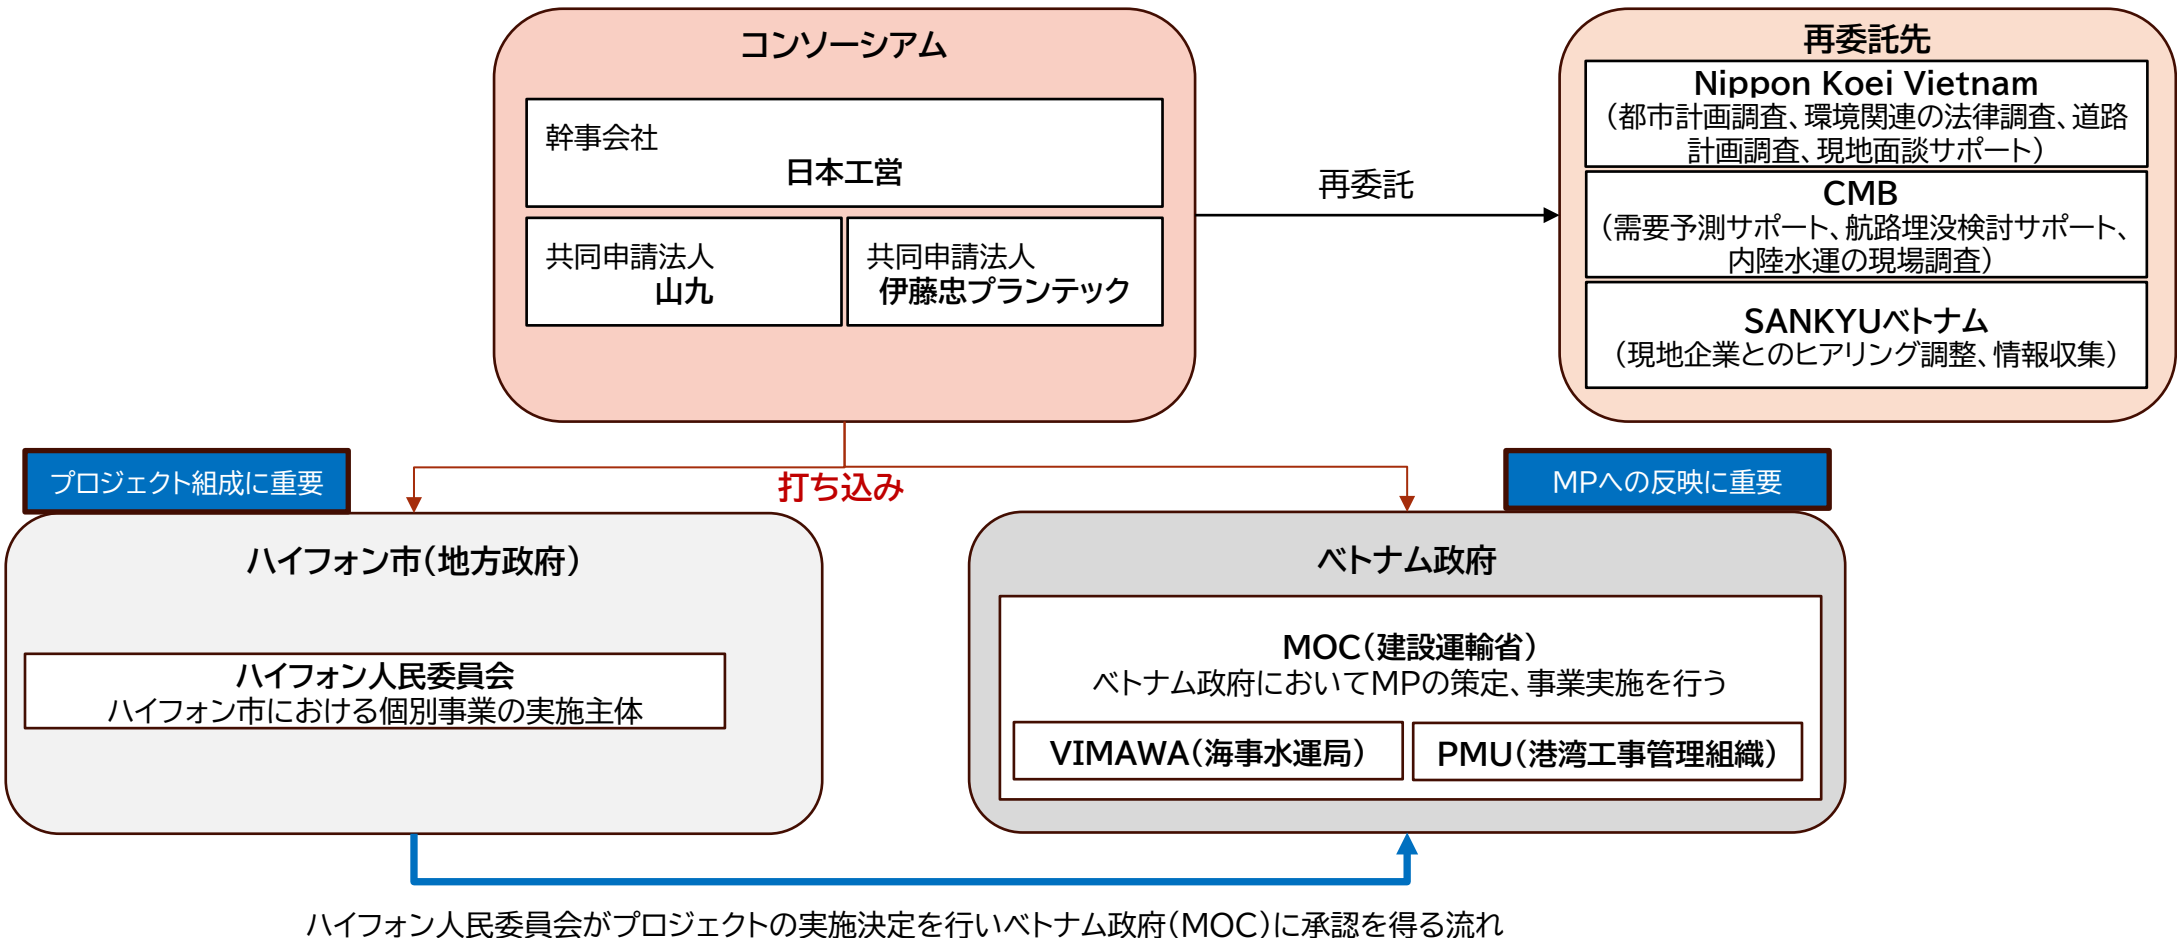 コンソーシアム
幹事会社
日本工営
共同申請法人
山九
共同申請法人
伊藤忠プランテック
再委託
再委託先
Nippon Koei Vietnam
（都市計画調査、環境関連の法律調査、道路
計画調査、現地面談サポート）
CMB
（需要予測サポート、航路埋没検討サポート、
内陸水運の現場調査）
SANKYUベトナム
（現地企業とのヒアリング調整、情報収集）
プロジェクト組成に重要
打ち込み
MPへの反映に重要
ハイフォン市（地方政府）
ハイフォン人民委員会
ハイフォン市における個別事業の実施主体
ベトナム政府
MOC（建設運輸省）
ベトナム政府においてMPの策定、事業実施を行う
VIMAWA（海事水運局）
PMU（港湾工事管理組織）
ハイフォン人民委員会がプロジェクトの実施決定を行いベトナム政府（MOC）に承認を得る流れ